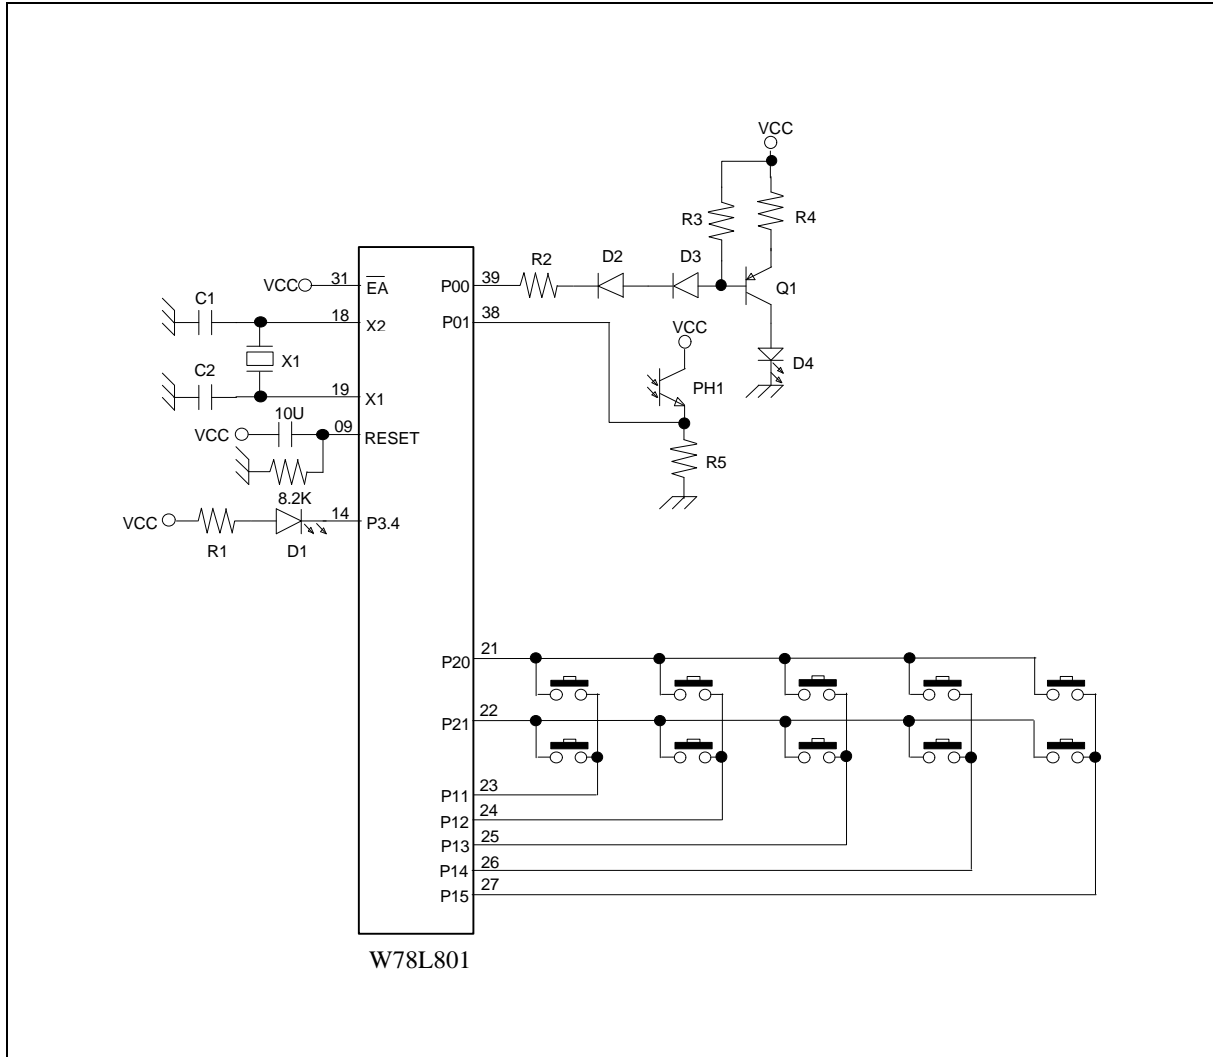 VCC
R3
R4
R2
D2
D3
Q1
VCC
31
EA
P00
39
C1
18
X2
P01
38
VCC
X1
D4
PH1
C2
19
X1
10U
VCC
09
RESET
R5
8.2K
VCC
14
P3.4
R1
D1
P20
21
P21
22
P11
23
P12
24
P13
25
P14
26
P15
27
W78L801